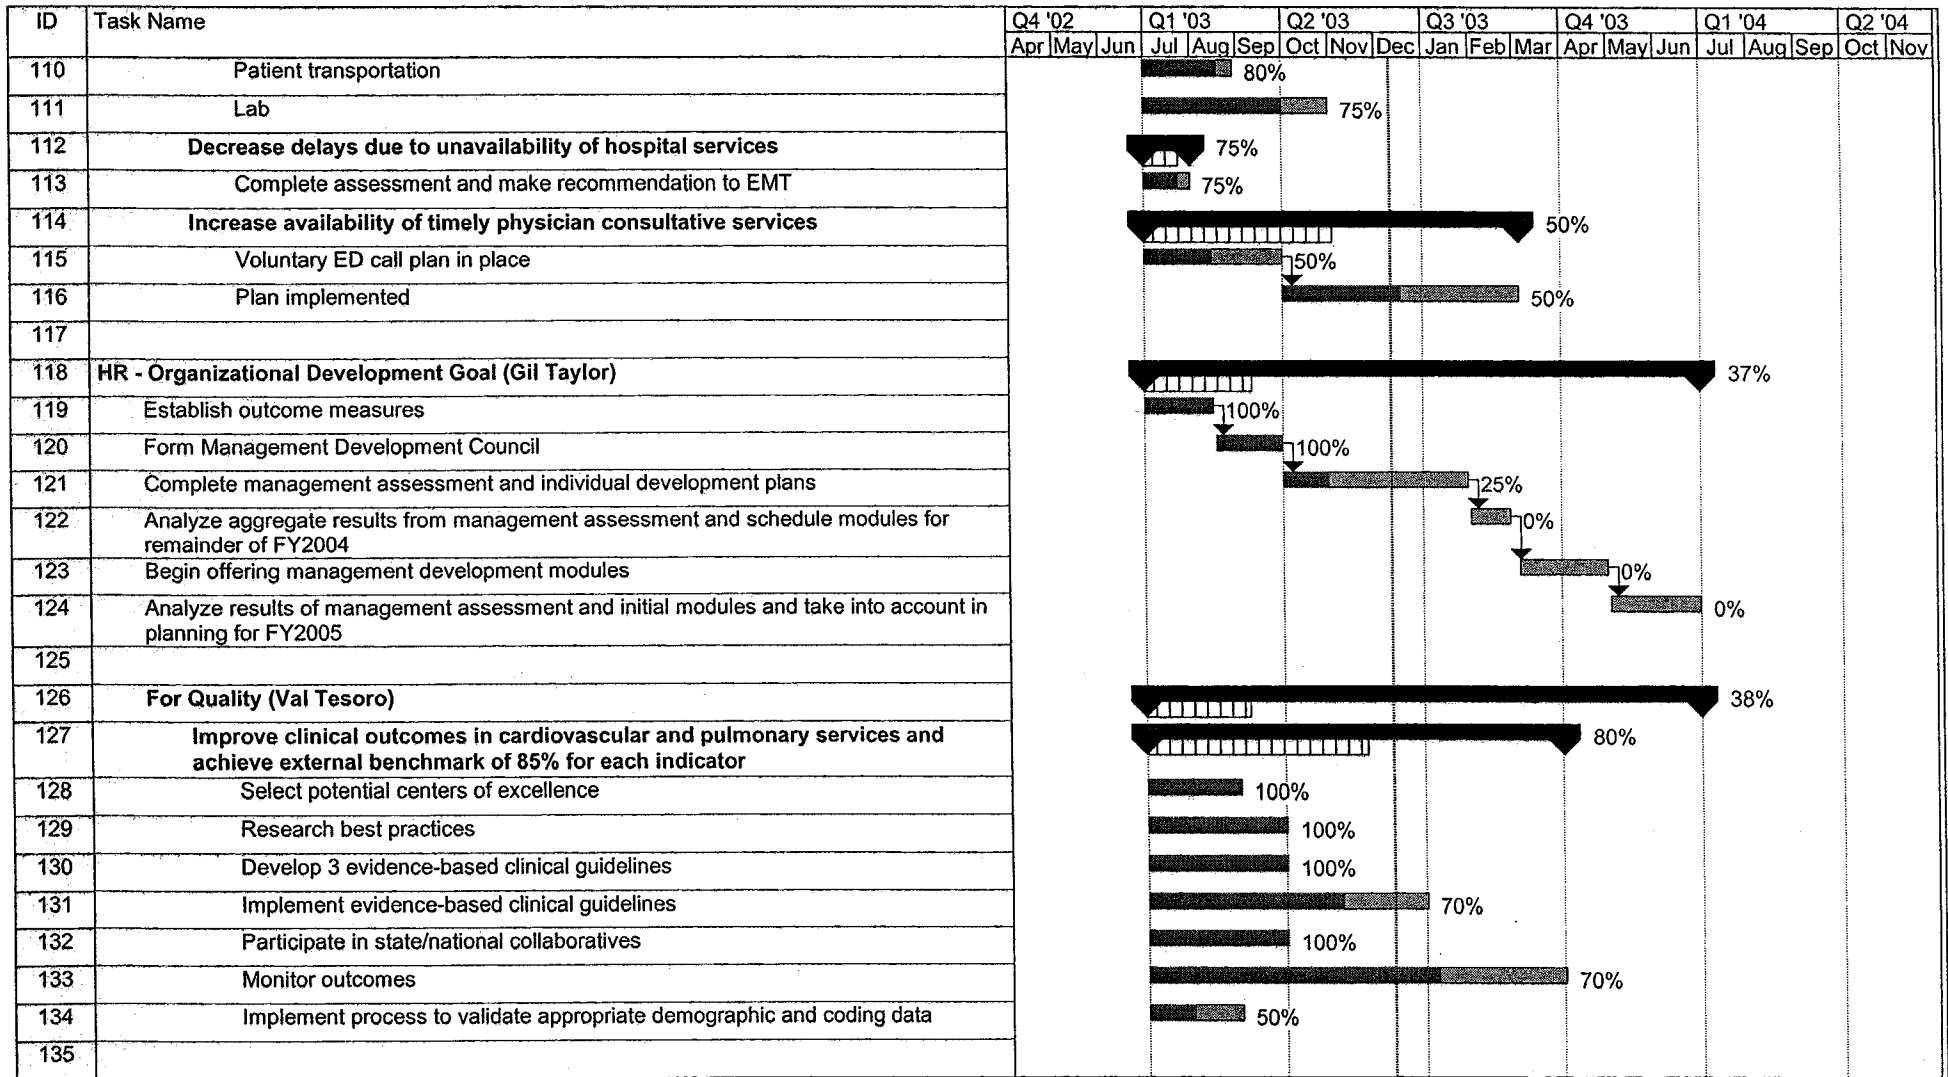 ID Task Name Q4 '02 Q1 '03 Q2 '03 Q3 '03 Q4 '03 Q1 '04 Q2 '04
Apr May Jun Jul Aug Sep Oct Nov Dec Jan Feb Mar Apr May Jun Jul Aug Sep Oct Nov
110 Patient transportation 80%
111 Lab 75%
112 Decrease delays due to unavailability of hospital services 75%
113 Complete assessment and make recommendation to EMT 75%
114 Increase availability of timely physician consultative services 50%
115 Voluntary ED call plan in place 50%
116 Plan implemented 50%
117
118 HR - Organizational Development Goal (Gil Taylor) 37%
119 Establish outcome measures 100%
120 Form Management Development Council 100%
121 Complete management assessment and individual development plans 25%
122 Analyze aggregate results from management assessment and schedule modules for 0%
remainder of FY2004
123 Begin offering management development modules 0%
124 Analyze results of management assessment and initial modules and take into account in 0%
planning for FY2005
125
126 For Quality (Val Tesoro) 38%
127 Improve clinical outcomes in cardiovascular and pulmonary services and 80%
achieve external benchmark of 85% for each indicator
128 Select potential centers of excellence 100%
129 Research best practices 100%
130 Develop 3 evidence-based clinical guidelines 100%
131 Implement evidence-based clinical guidelines 70%
132 Participate in state/national collaboratives 100%
133 Monitor outcomes 70%
134 Implement process to validate appropriate demographic and coding data 50%
135